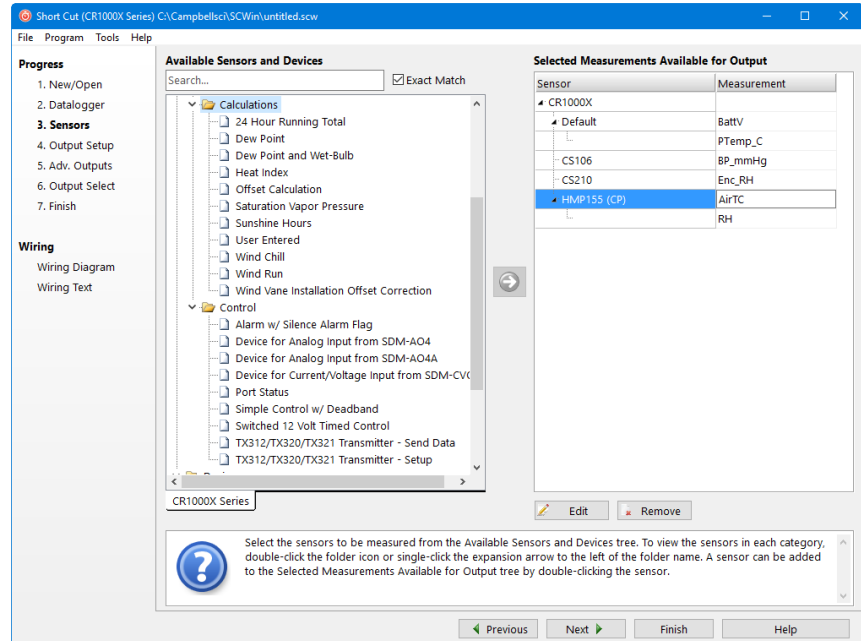 Short Cut (CR1000X Series) C:\Campbellsci\SCWin\untitled.scw
File Program Tools Help
Progress
1. New/Open
2. Datalogger
3. Sensors
4. Output Setup
5. Adv. Outputs
6. Output Select
7. Finish
Wiring
Wiring Diagram
Wiring Text
Available Sensors and Devices
Search...
Exact Match
Calculations
24 Hour Running Total
Dew Point
Dew Point and Wet-Bulb
Heat Index
Offset Calculation
Saturation Vapor Pressure
Sunshine Hours
User Entered
Wind Chill
Wind Run
Wind Vane Installation Offset Correction
Control
Alarm w/ Silence Alarm Flag
Device for Analog Input from SDM-AO4
Device for Analog Input from SDM-AO4A
Device for Current/Voltage Input from SDM-CVO
Port Status
Simple Control w/ Deadband
Switched 12 Volt Timed Control
TX312/TX320/TX321 Transmitter - Send Data
TX312/TX320/TX321 Transmitter - Setup
CR1000X Series
Selected Measurements Available for Output
Sensor Measurement
CR1000X
Default BattV
PTemp_C
CS106 BP_mmHg
CS210 Enc_RH
HMP155 (CP) AirTC
RH
Edit Remove
Select the sensors to be measured from the Available Sensors and Devices tree. To view the sensors in each category,
double-click the folder icon or single-click the expansion arrow to the left of the folder name. A sensor can be added
to the Selected Measurements Available for Output tree by double-clicking the sensor.
Previous Next Finish Help